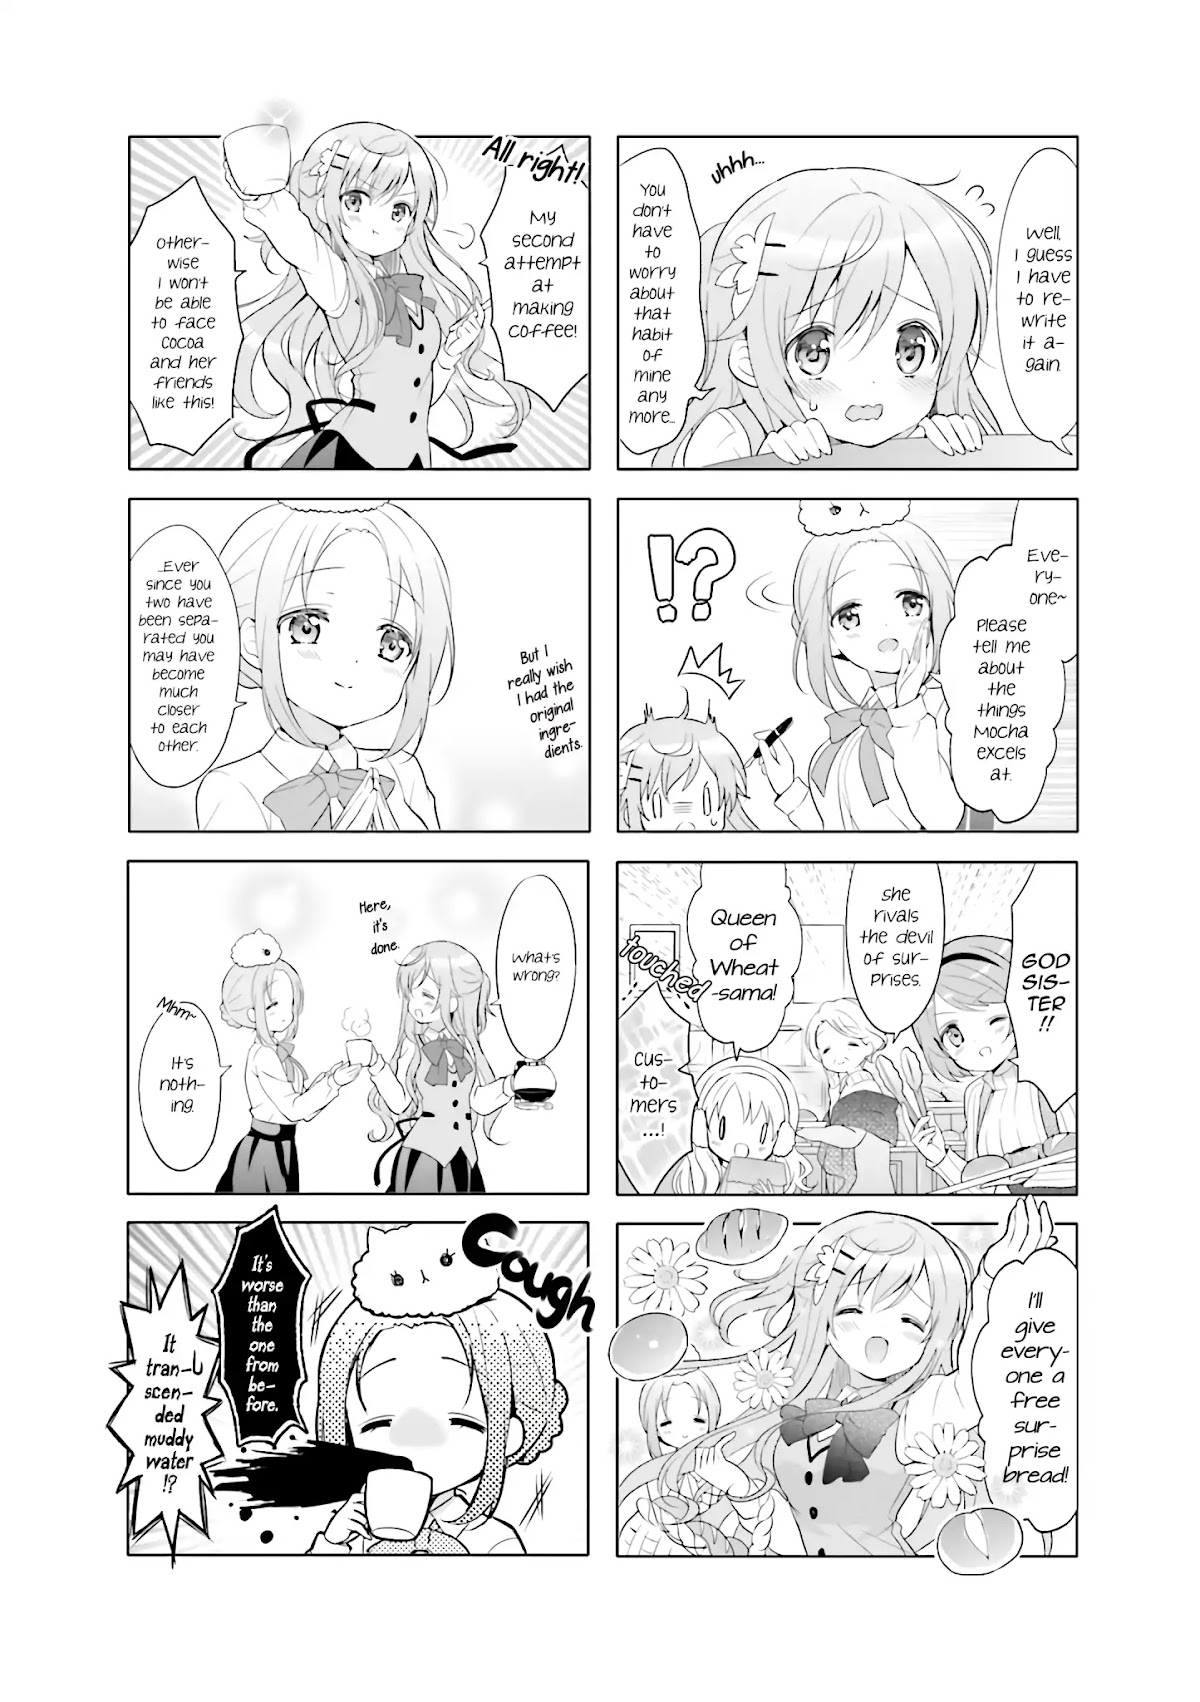 Well,
I guess
I have
to re-
write
it a-
gain.
uhhh...
You
don't
have
to
worry
about
that
habit
of
mine
any
more...
Eve-
ry-
one~
Please
tell me
about
the
things
Mocha
excels
at.
!?
GOD
SIS-
TER
!!
she
rivals
the devil
of sur-
prises.
Queen
of
Wheat
-sama!
touched
Cus-
to-
mers
...!
I'll
give
every-
one a
free
sur-
prise
bread!
All right!
My
second
attempt
at
making
coffee!
Other-
wise
I won't
be able
to face
Cocoa
and her
friends
like this!
But I
really wish
I had the
original
ingre-
dients.
...Ever
since you
two have
been sepa-
rated you
may have
become
much
closer
to each
other.
What's
wrong?
Here,
it's
done.
Mhm~
It's
noth-
ing.
Cough
It's
worse
than
the
one
from
be-
fore.
It
tran-
scen-
ded
muddy
water
!?